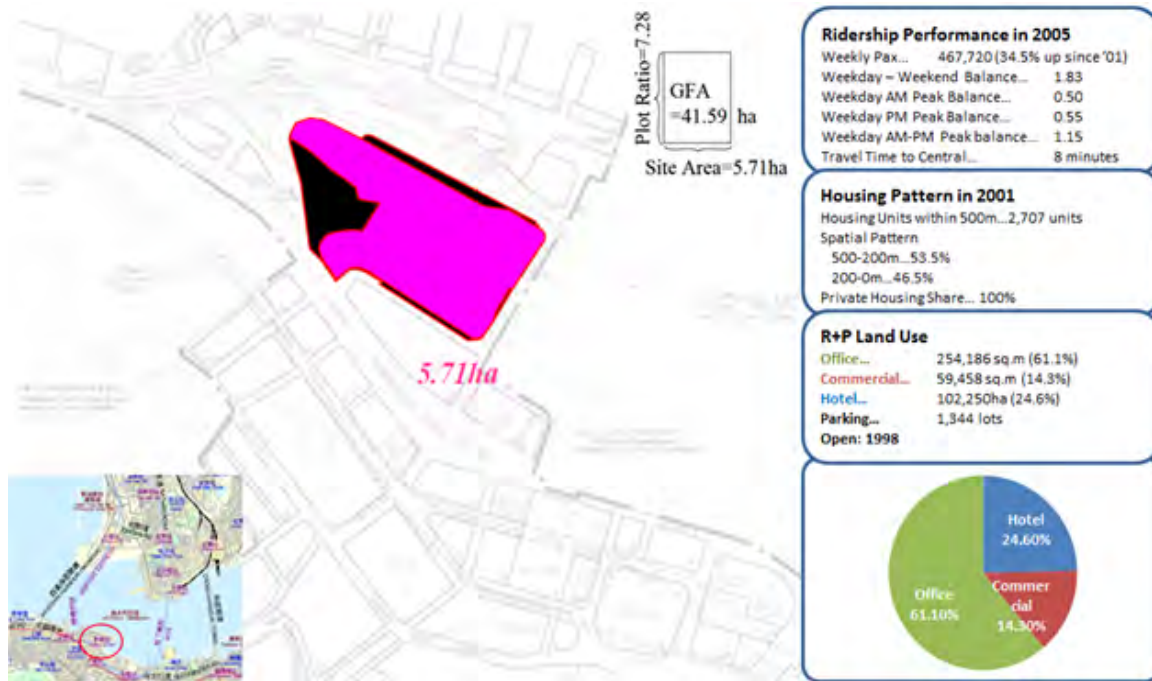 Plot Ratio=7.28
GFA
=41.59 ha
Site Area=5.71ha
5.71ha
Ridership Performance in 2005
Weekly Pax... 467,720 (34.5% up since '01)
Weekday – Weekend Balance... 1.83
Weekday AM Peak Balance... 0.50
Weekday PM Peak Balance... 0.55
Weekday AM-PM Peak balance... 1.15
Travel Time to Central... 8 minutes
Housing Pattern in 2001
Housing Units within 500m...2,707 units
Spatial Pattern
500-200m...53.5%
200-0m...46.5%
Private Housing Share... 100%
R+P Land Use
Office... 254,186 sq.m (61.1%)
Commercial... 59,458 sq.m (14.3%)
Hotel... 102,250ha (24.6%)
Parking... 1,344 lots
Open: 1998
Hotel
24.60%
Commer
cial
14.30%
Office
61.10%